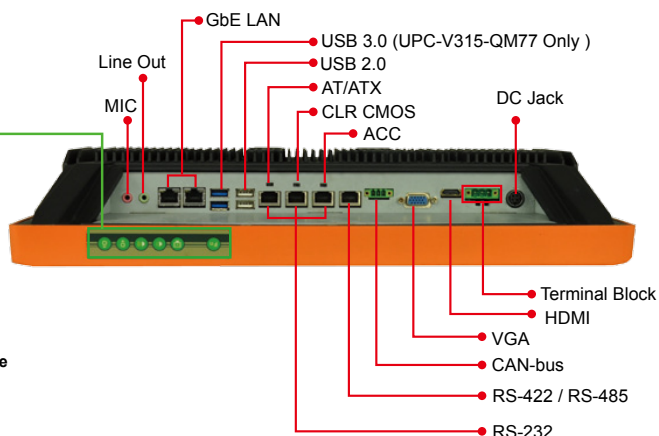 GbE LAN
USB 3.0 (UPC-V315-QM77 Only )
Line Out
USB 2.0
AT/ATX
MIC
CLR CMOS
DC Jack
ACC
Terminal Block
HDMI
VGA
CAN-bus
RS-422 / RS-485
RS-232